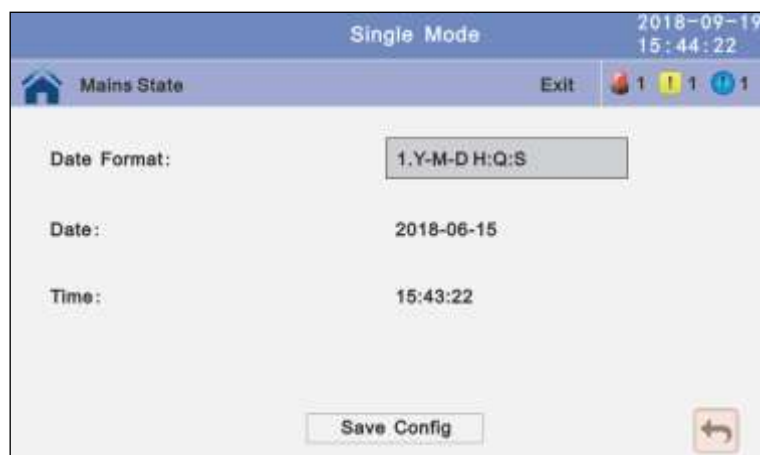 Single Mode
2018-09-19
15:44:22
Mains State Exit 1 ! 1 ! 1
Date Format: 1.Y-M-D H:Q:S
Date: 2018-06-15
Time: 15:43:22
Save Config